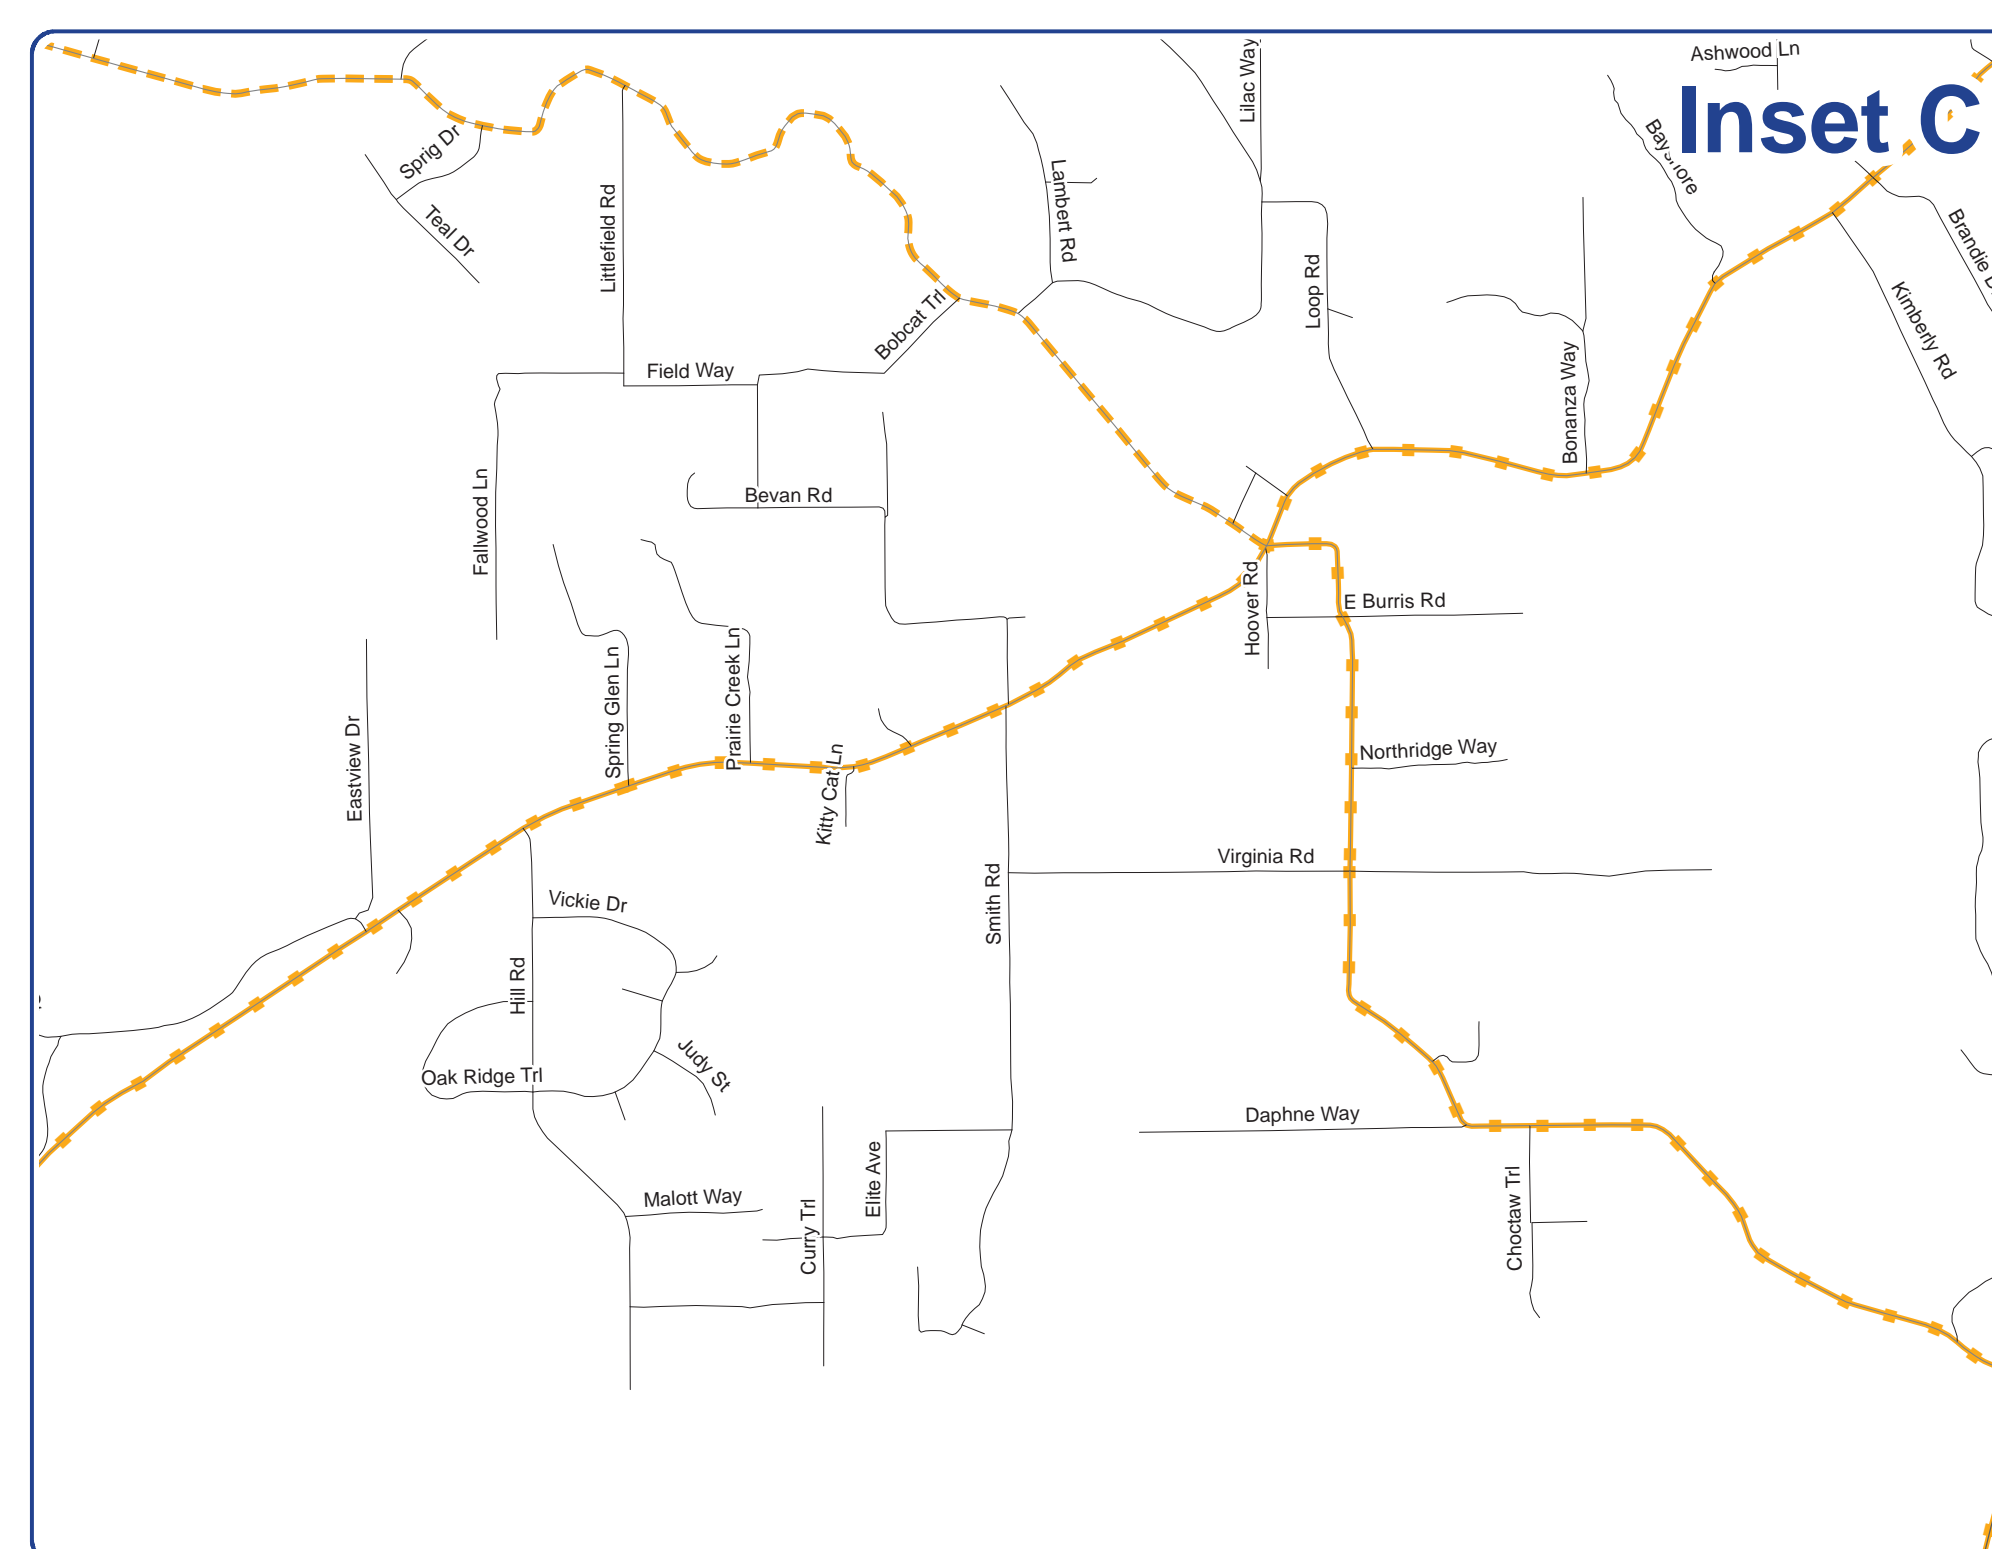 Ashwood Ln
Inset C
Lilac Way
Bayshore
Sprig Dr
Teal Dr
Littlefield Rd
Lambert Rd
Loop Rd
Brandie
Kimberly Rd
Bobcat Trl
Field Way
Bonanza Way
Fallwood Ln
Bevan Rd
Hoover Rd
E Burris Rd
Spring Glen Ln
Prairie Creek Ln
Eastview Dr
Kitty Cat Ln
Northridge Way
Virginia Rd
Smith Rd
Vickie Dr
Hill Rd
Judy St
Oak Ridge Trl
Daphne Way
Elite Ave
Malott Way
Curry Trl
Choctaw Trl